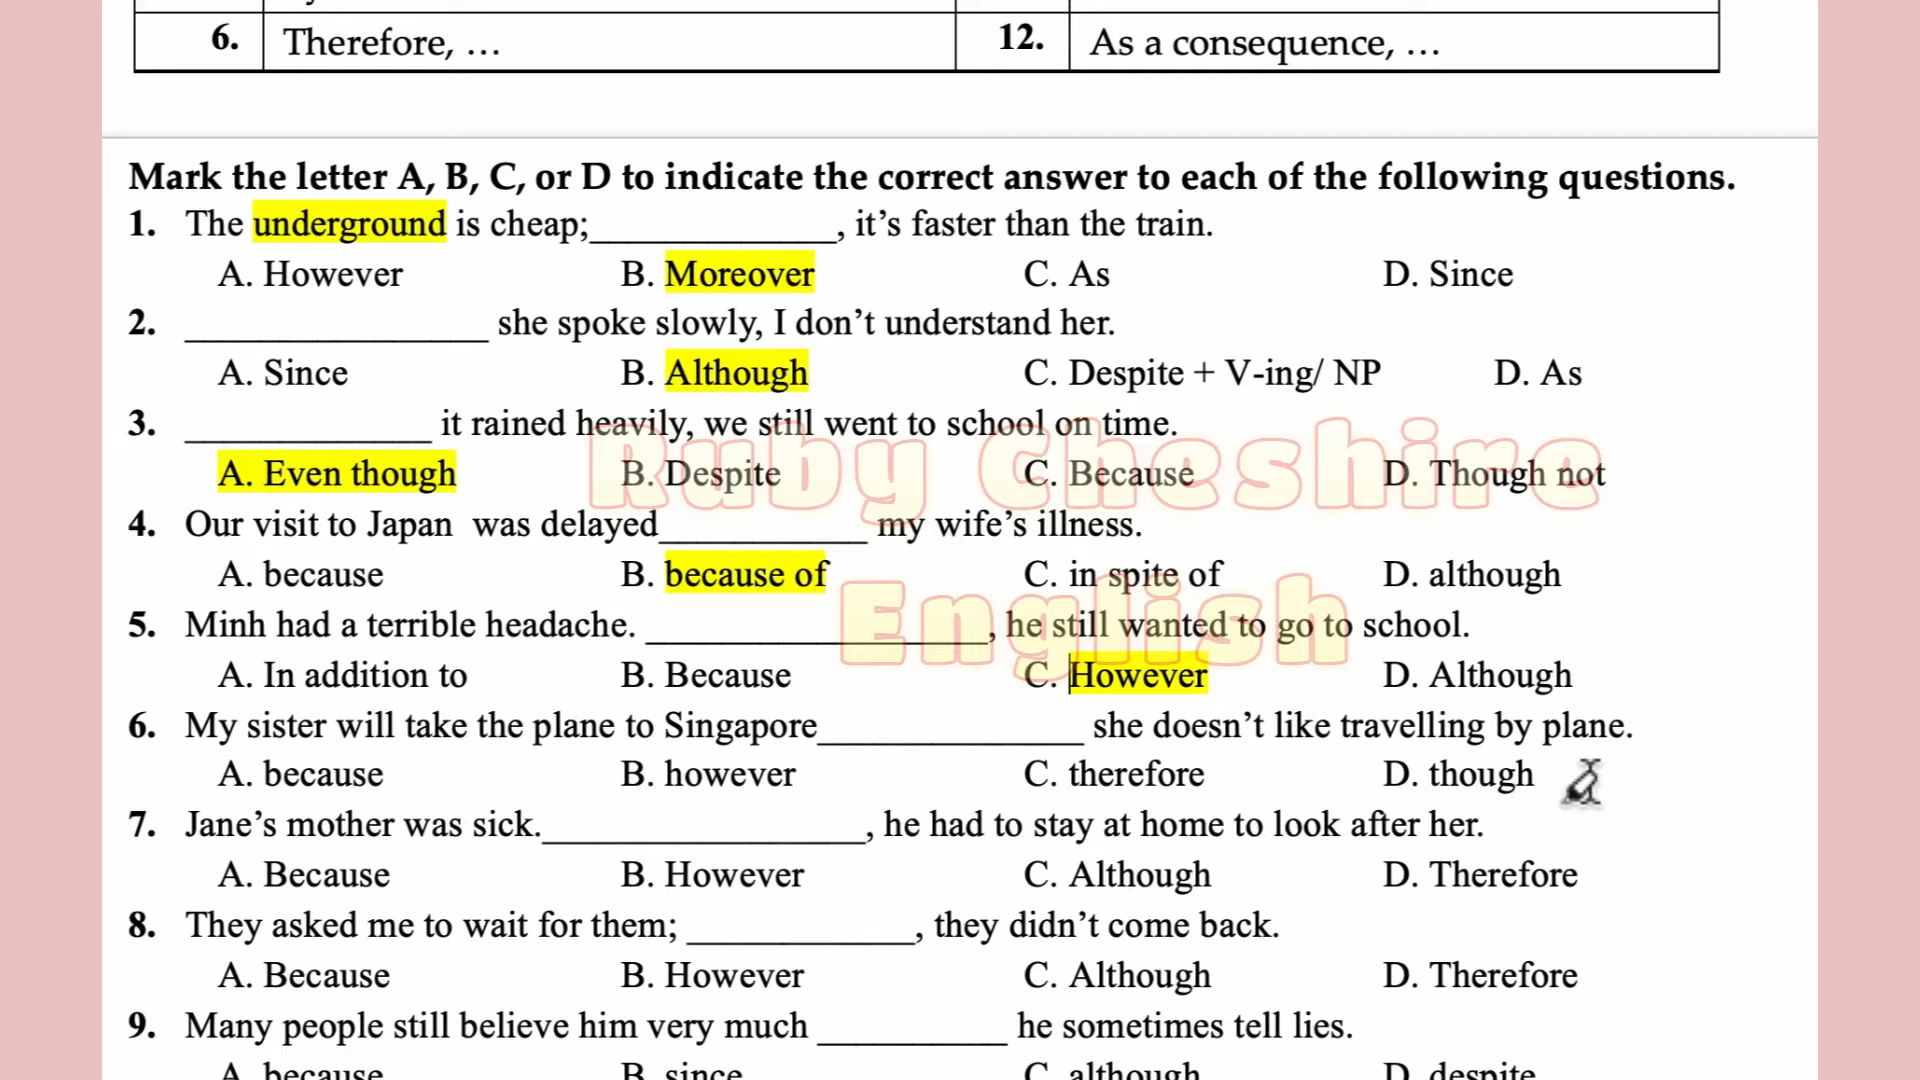 6. Therefore, … 12. As a consequence, …
Mark the letter A, B, C, or D to indicate the correct answer to each of the following questions.
1. The underground is cheap;_____________, it’s faster than the train.
A. However B. Moreover C. As D. Since
2. ________________ she spoke slowly, I don’t understand her.
A. Since B. Although C. Despite + V-ing/ NP D. As
3. _____________ it rained heavily, we still went to school on time.
A. Even though B. Despite C. Because D. Though not
Ruby Cheshire
4. Our visit to Japan was delayed___________ my wife’s illness.
A. because B. because of C. in spite of D. although
English
5. Minh had a terrible headache. __________________, he still wanted to go to school.
A. In addition to B. Because C. However D. Although
6. My sister will take the plane to Singapore______________ she doesn’t like travelling by plane.
A. because B. however C. therefore D. though
7. Jane’s mother was sick._________________, he had to stay at home to look after her.
A. Because B. However C. Although D. Therefore
8. They asked me to wait for them; ____________, they didn’t come back.
A. Because B. However C. Although D. Therefore
9. Many people still believe him very much __________ he sometimes tell lies.
A. because B. since C. although D. despite